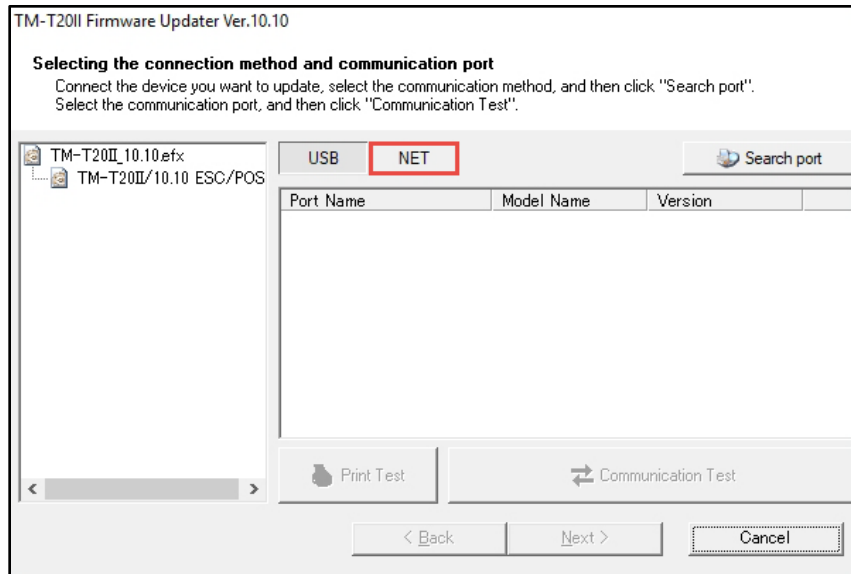 TM-T20II Firmware Updater Ver.10.10
Selecting the connection method and communication port
Connect the device you want to update, select the communication method, and then click "Search port".
Select the communication port, and then click "Communication Test".
TM-T20Ⅱ_10.10.efx
TM-T20Ⅱ/10.10 ESC/POS
USB
NET
Search port
Port Name
Model Name
Version
Print Test
Communication Test
< Back
Next >
Cancel